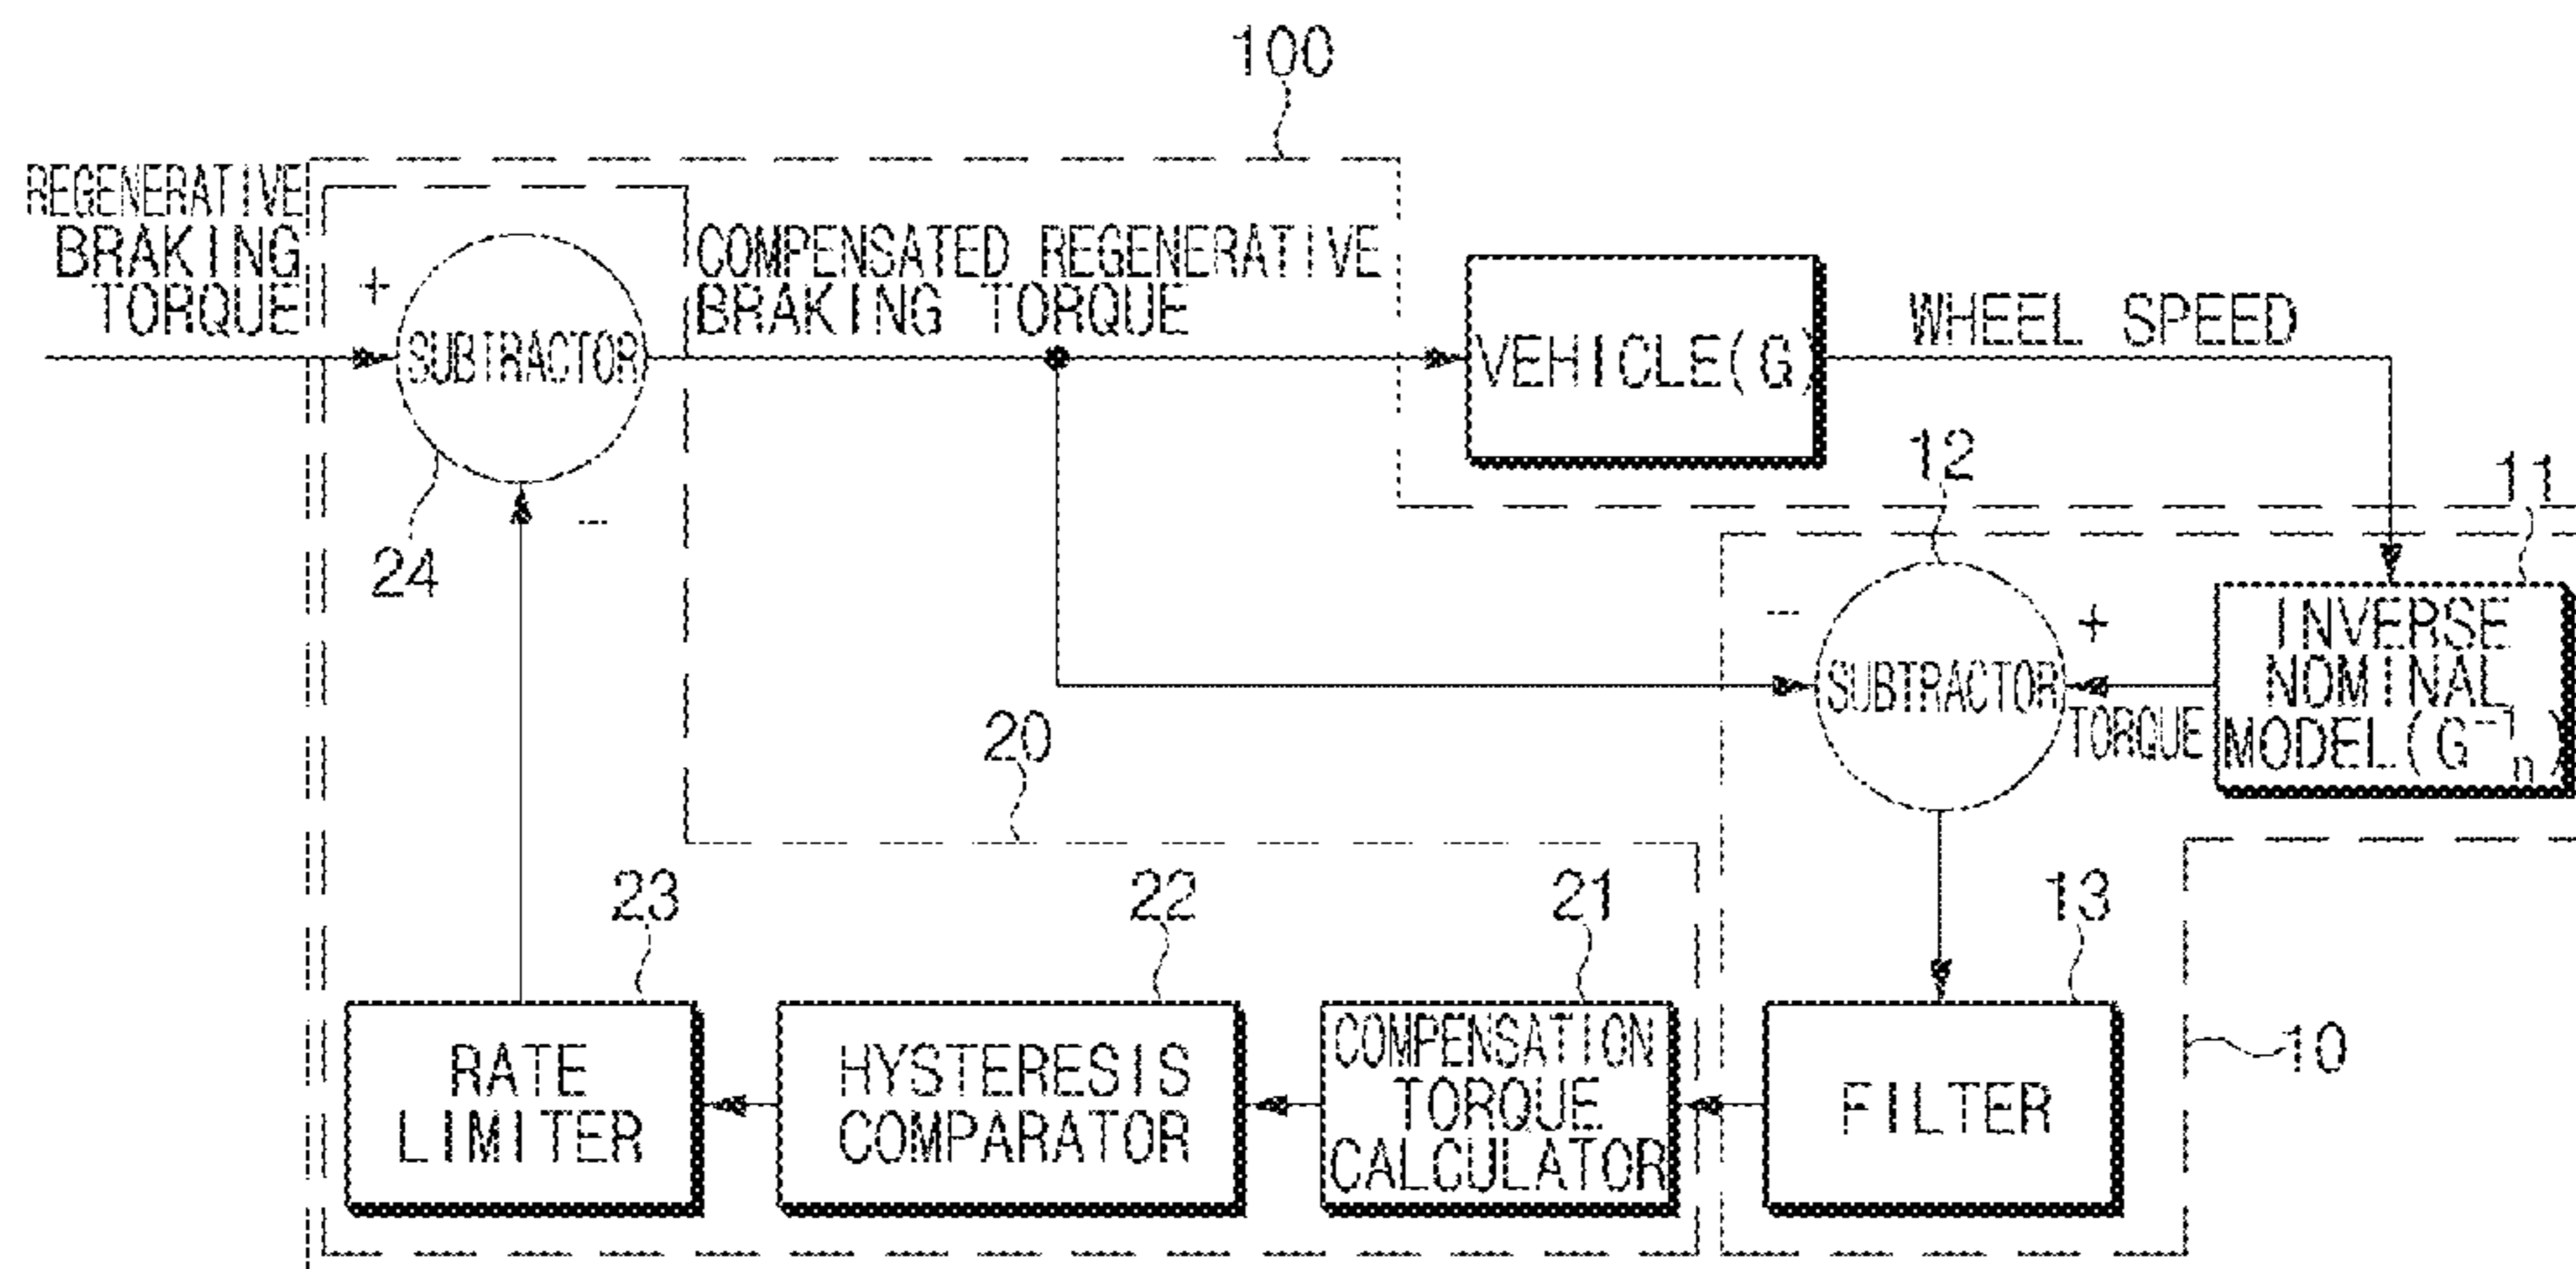 100
REGENERATIVE
BRAKING
TORQUE
+
SUBTRACTOR
−
24
COMPENSATED REGENERATIVE
BRAKING TORQUE
VEHICLE(G)
WHEEL SPEED
12
11
−
+
SUBTRACTOR
TORQUE
INVERSE
NOMINAL
MODEL(G⁻¹ₙ)
20
23
22
21
13
RATE
LIMITER
HYSTERESIS
COMPARATOR
COMPENSATION
TORQUE
CALCULATOR
FILTER
10